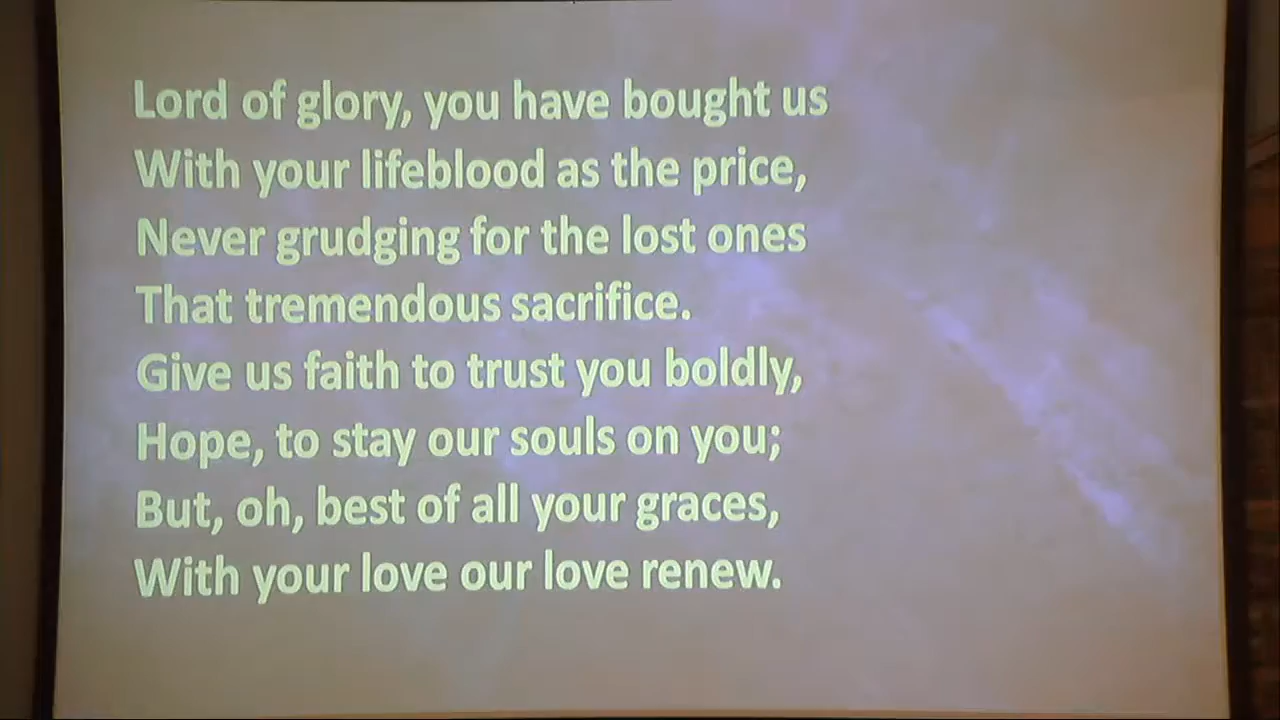 Lord of glory, you have bought us
With your lifeblood as the price,
Never grudging for the lost ones
That tremendous sacrifice.
Give us faith to trust you boldly,
Hope, to stay our souls on you;
But, oh, best of all your graces,
With your love our love renew.